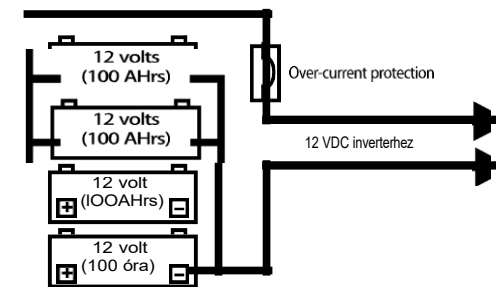 12 volts
(100 AHrs)
Over-current protection
12 volts
(100 AHrs)
12 VDC inverterhez
12 volt
(IOOAHrs)
+ −
12 volt
(100 óra)
+ −